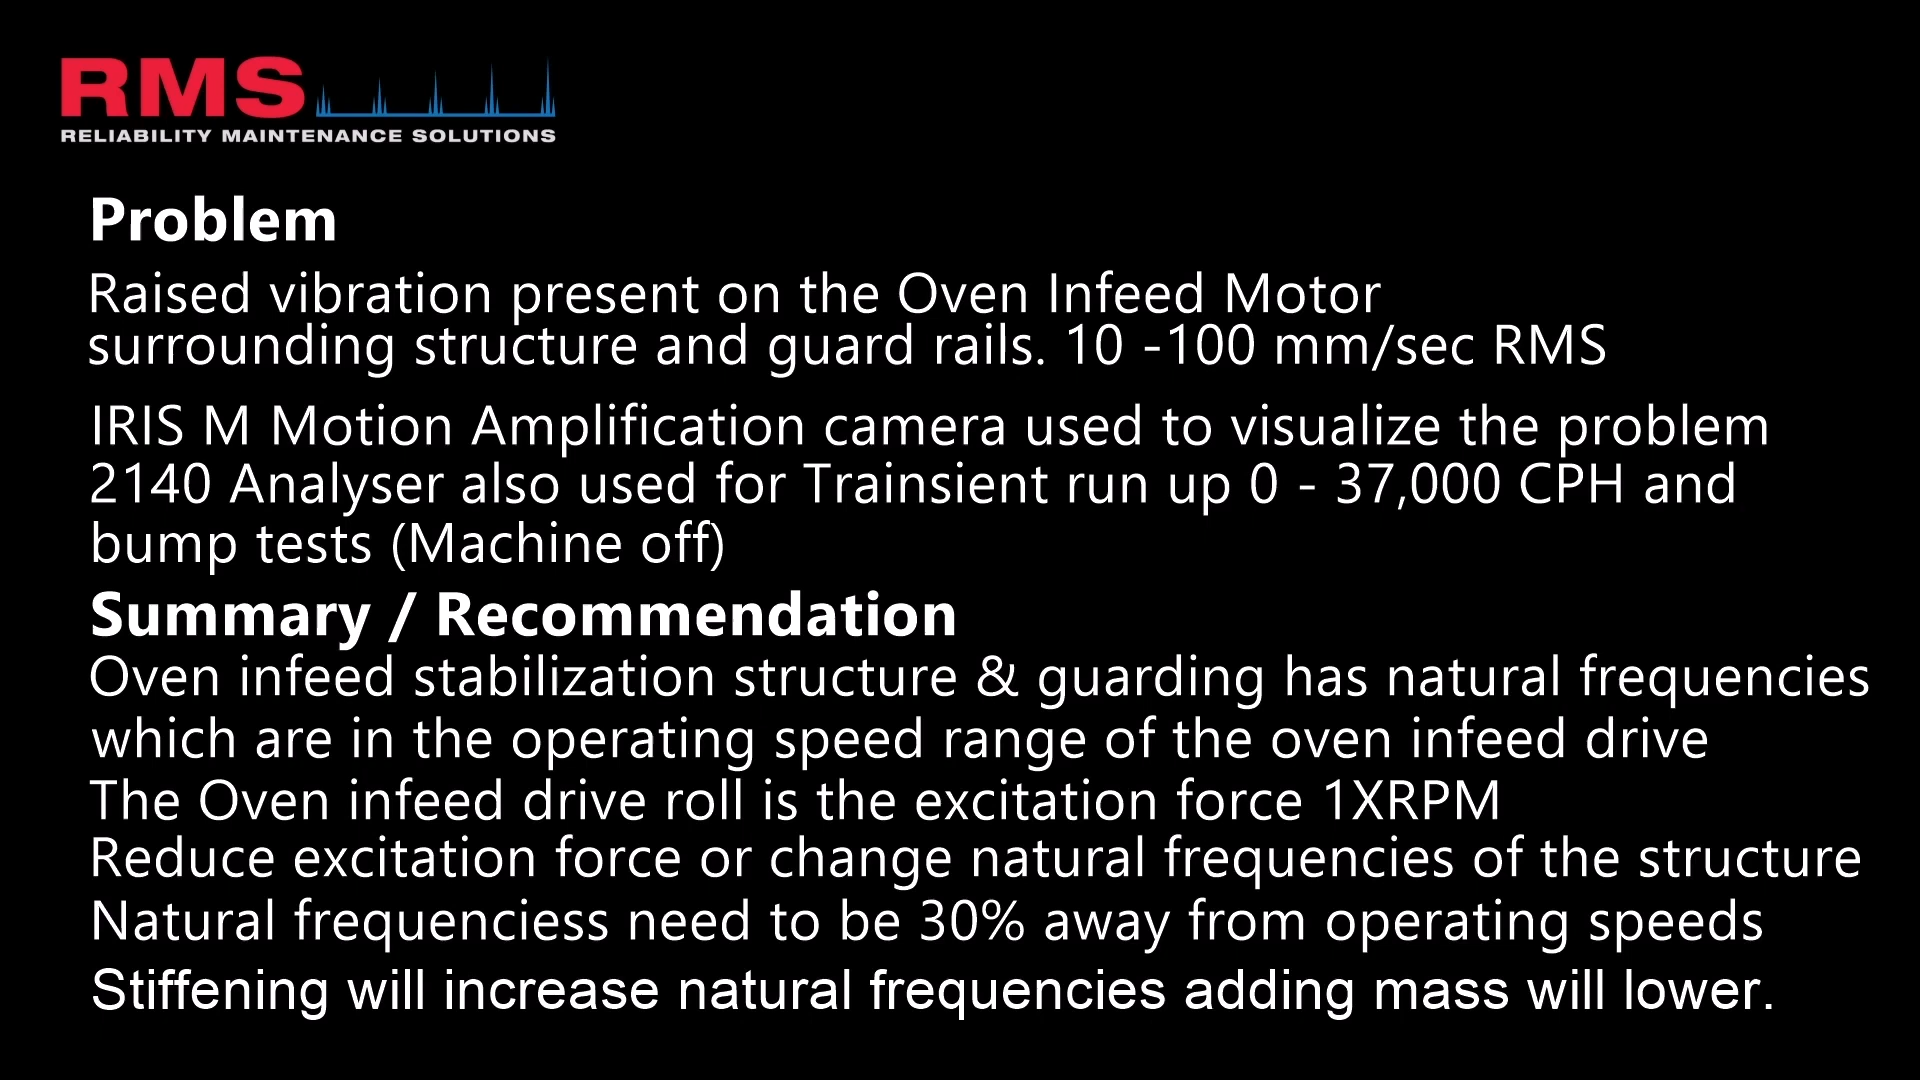 RMS
RELIABILITY MAINTENANCE SOLUTIONS
Problem
Raised vibration present on the Oven Infeed Motor
surrounding structure and guard rails. 10 -100 mm/sec RMS
IRIS M Motion Amplification camera used to visualize the problem
2140 Analyser also used for Trainsient run up 0 - 37,000 CPH and
bump tests (Machine off)
Summary / Recommendation
Oven infeed stabilization structure & guarding has natural frequencies
which are in the operating speed range of the oven infeed drive
The Oven infeed drive roll is the excitation force 1XRPM
Reduce excitation force or change natural frequencies of the structure
Natural frequenciess need to be 30% away from operating speeds
Stiffening will increase natural frequencies adding mass will lower.